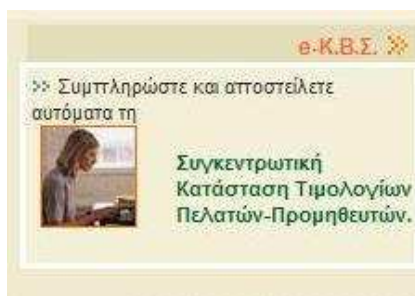 e-Κ.Β.Σ.
>> Συμπληρώστε και αποστείλετε
αυτόματα τη
Συγκεντρωτική
Κατάσταση Τιμολογίων
Πελατών-Προμηθευτών.